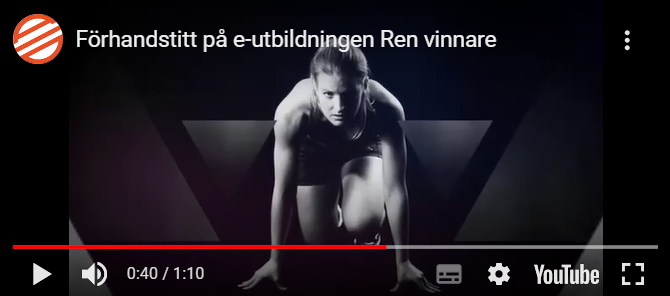 Förhandstitt på e-utbildningen Ren vinnare
0:40 / 1:10
YouTube